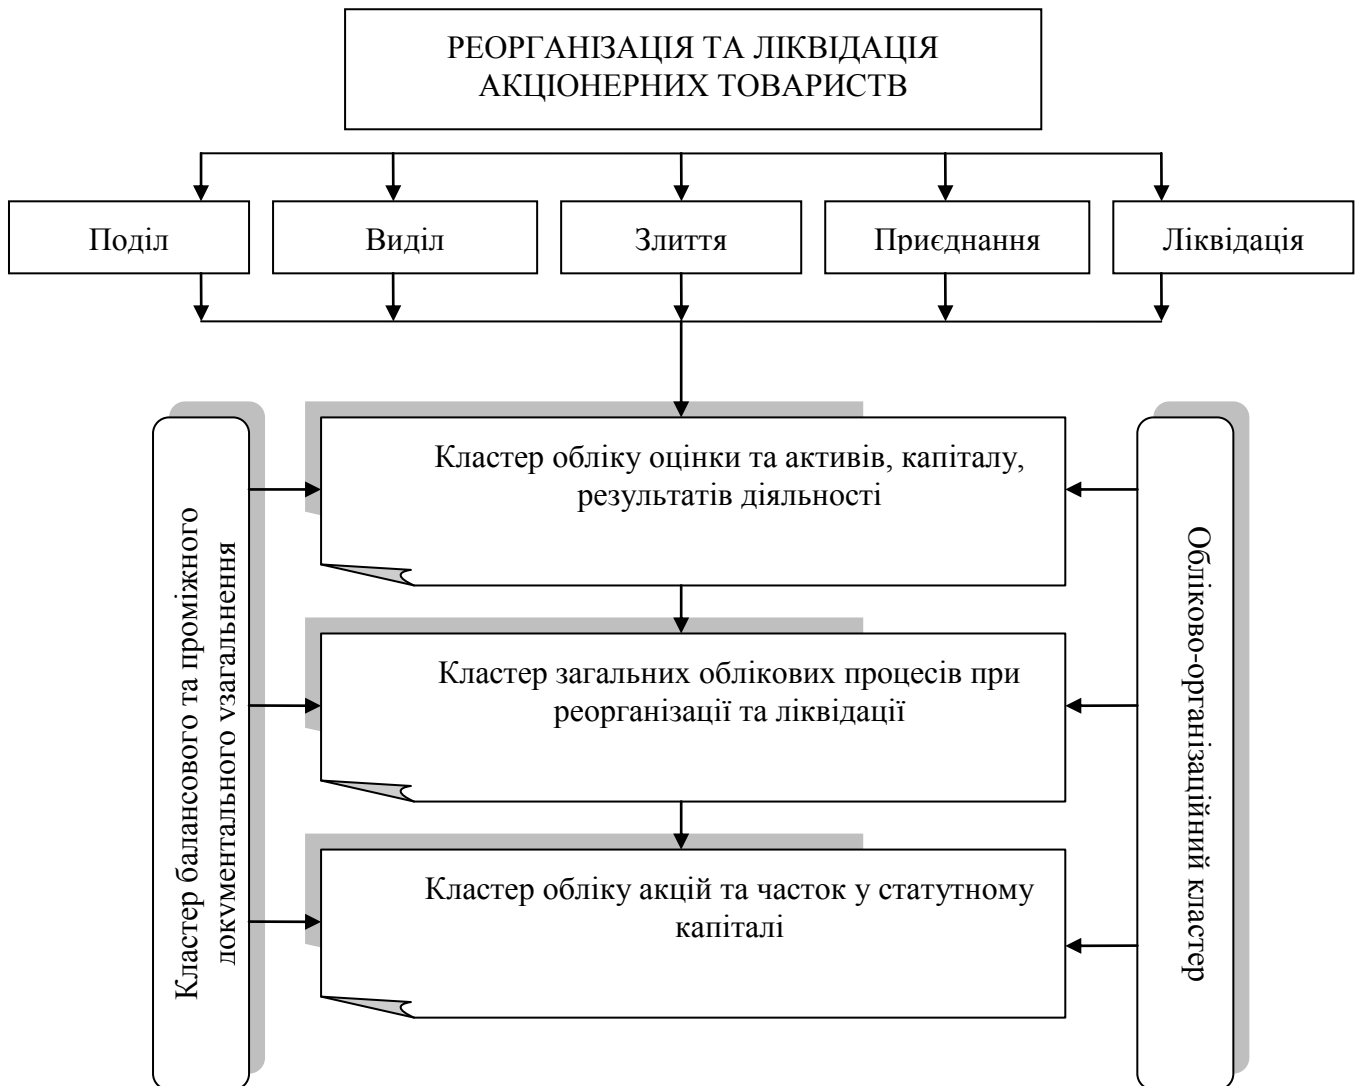 РЕОРГАНІЗАЦІЯ ТА ЛІКВІДАЦІЯ
АКЦІОНЕРНИХ ТОВАРИСТВ
Поділ
Виділ
Злиття
Приєднання
Ліквідація
Кластер балансового та проміжного
документального узагальнення
Кластер обліку оцінки та активів, капіталу,
результатів діяльності
Кластер загальних облікових процесів при
реорганізації та ліквідації
Кластер обліку акцій та часток у статутному
капіталі
Обліково-організаційний кластер